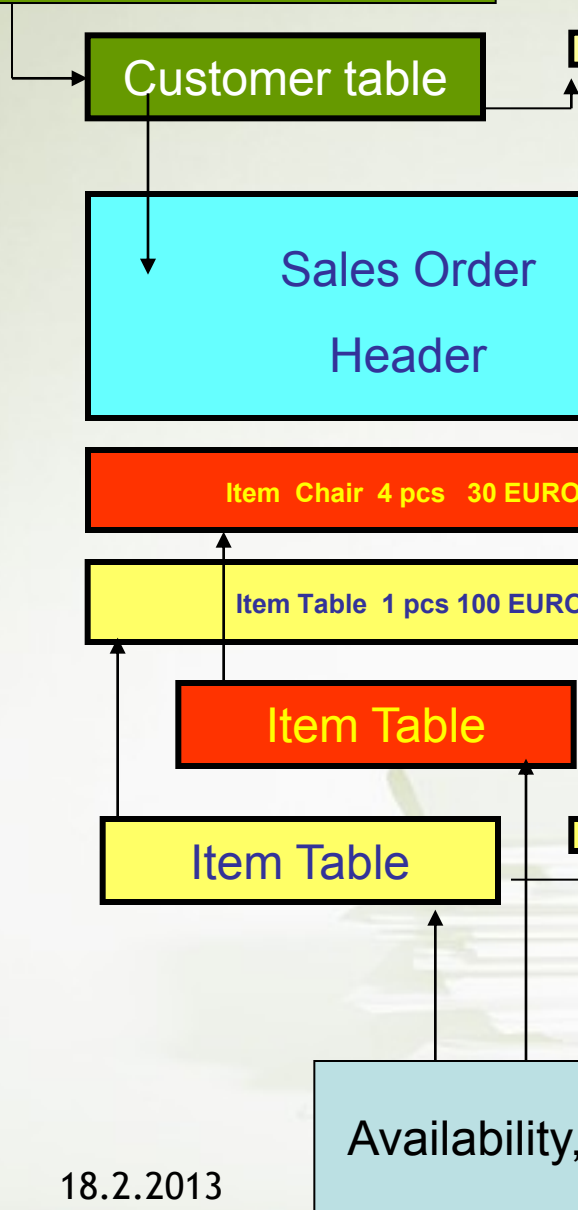 Customer table
Sales Order
Header
Item Chair 4 pcs 30 EURO
Item Table 1 pcs 100 EURO
Item Table
Item Table
Availability,
18.2.2013